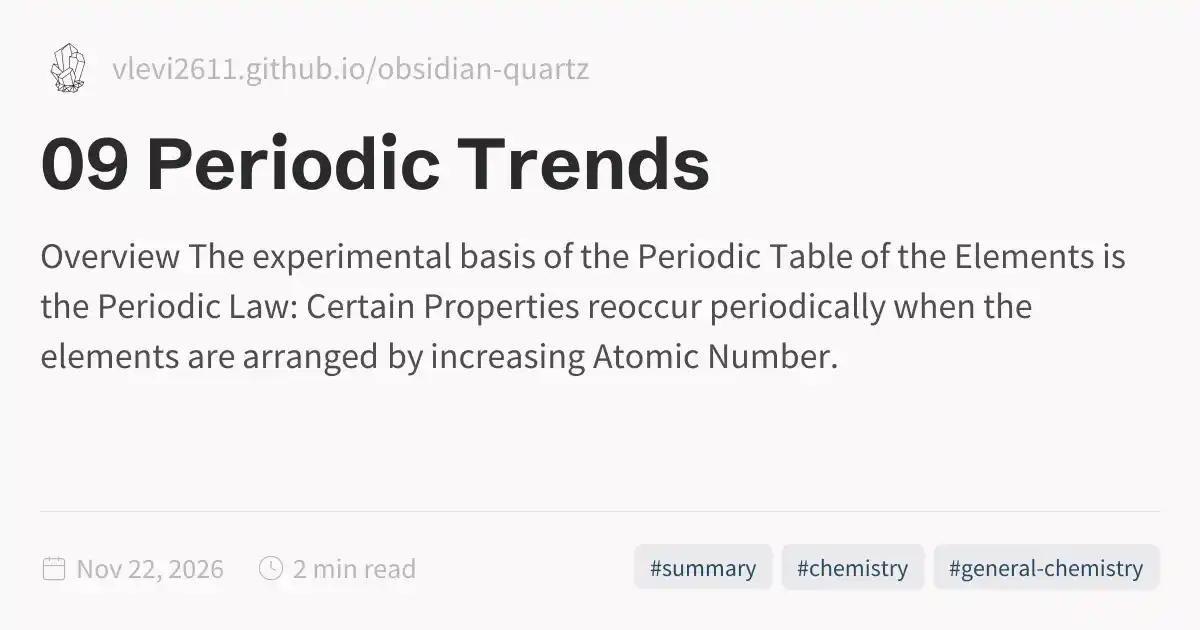 vlevi2611.github.io/obsidian-quartz
09 Periodic Trends
Overview The experimental basis of the Periodic Table of the Elements is
the Periodic Law: Certain Properties reoccur periodically when the
elements are arranged by increasing Atomic Number.
Nov 22, 2026 2 min read #summary #chemistry #general-chemistry